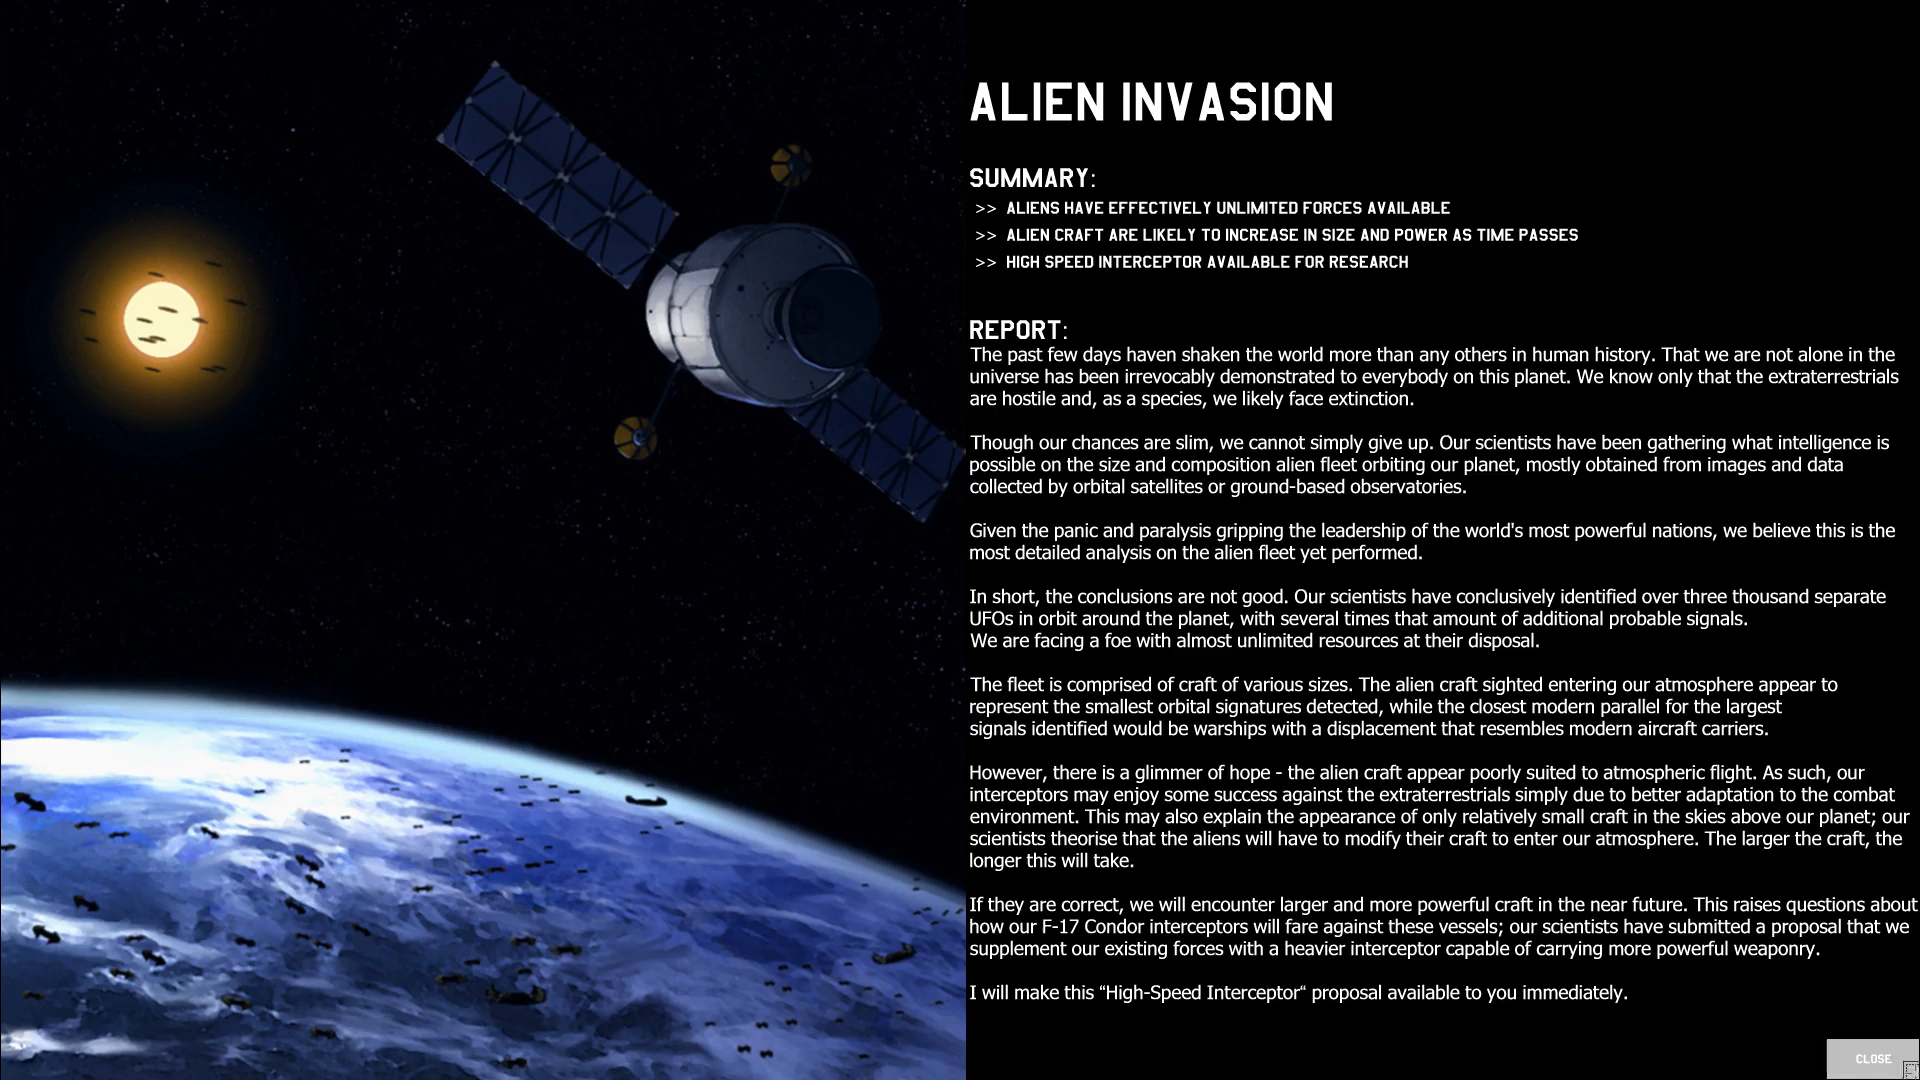 ALIEN INVASION
SUMMARY:
>> ALIENS HAVE EFFECTIVELY UNLIMITED FORCES AVAILABLE
>> ALIEN CRAFT ARE LIKELY TO INCREASE IN SIZE AND POWER AS TIME PASSES
>> HIGH SPEED INTERCEPTOR AVAILABLE FOR RESEARCH
REPORT:
The past few days haven shaken the world more than any others in human history. That we are not alone in the
universe has been irrevocably demonstrated to everybody on this planet. We know only that the extraterrestrials
are hostile and, as a species, we likely face extinction.
Though our chances are slim, we cannot simply give up. Our scientists have been gathering what intelligence is
possible on the size and composition alien fleet orbiting our planet, mostly obtained from images and data
collected by orbital satellites or ground-based observatories.
Given the panic and paralysis gripping the leadership of the world's most powerful nations, we believe this is the
most detailed analysis on the alien fleet yet performed.
In short, the conclusions are not good. Our scientists have conclusively identified over three thousand separate
UFOs in orbit around the planet, with several times that amount of additional probable signals.
We are facing a foe with almost unlimited resources at their disposal.
The fleet is comprised of craft of various sizes. The alien craft sighted entering our atmosphere appear to
represent the smallest orbital signatures detected, while the closest modern parallel for the largest
signals identified would be warships with a displacement that resembles modern aircraft carriers.
However, there is a glimmer of hope - the alien craft appear poorly suited to atmospheric flight. As such, our
interceptors may enjoy some success against the extraterrestrials simply due to better adaptation to the combat
environment. This may also explain the appearance of only relatively small craft in the skies above our planet; our
scientists theorise that the aliens will have to modify their craft to enter our atmosphere. The larger the craft, the
longer this will take.
If they are correct, we will encounter larger and more powerful craft in the near future. This raises questions about
how our F-17 Condor interceptors will fare against these vessels; our scientists have submitted a proposal that we
supplement our existing forces with a heavier interceptor capable of carrying more powerful weaponry.
I will make this “High-Speed Interceptor“ proposal available to you immediately.
CLOSE